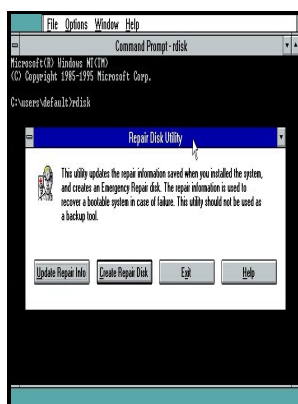 File Options Window Help
Command Prompt - rdisk
Microsoft(R) Windows NT(TM)
(C) Copyright 1985-1995 Microsoft Corp.
C:\users\default>rdisk
Repair Disk Utility
This utility updates the repair information saved when you installed the system,
and creates an Emergency Repair disk. The repair information is used to
recover a bootable system in case of failure. This utility should not be used as
a backup tool.
Update Repair Info Create Repair Disk Exit Help